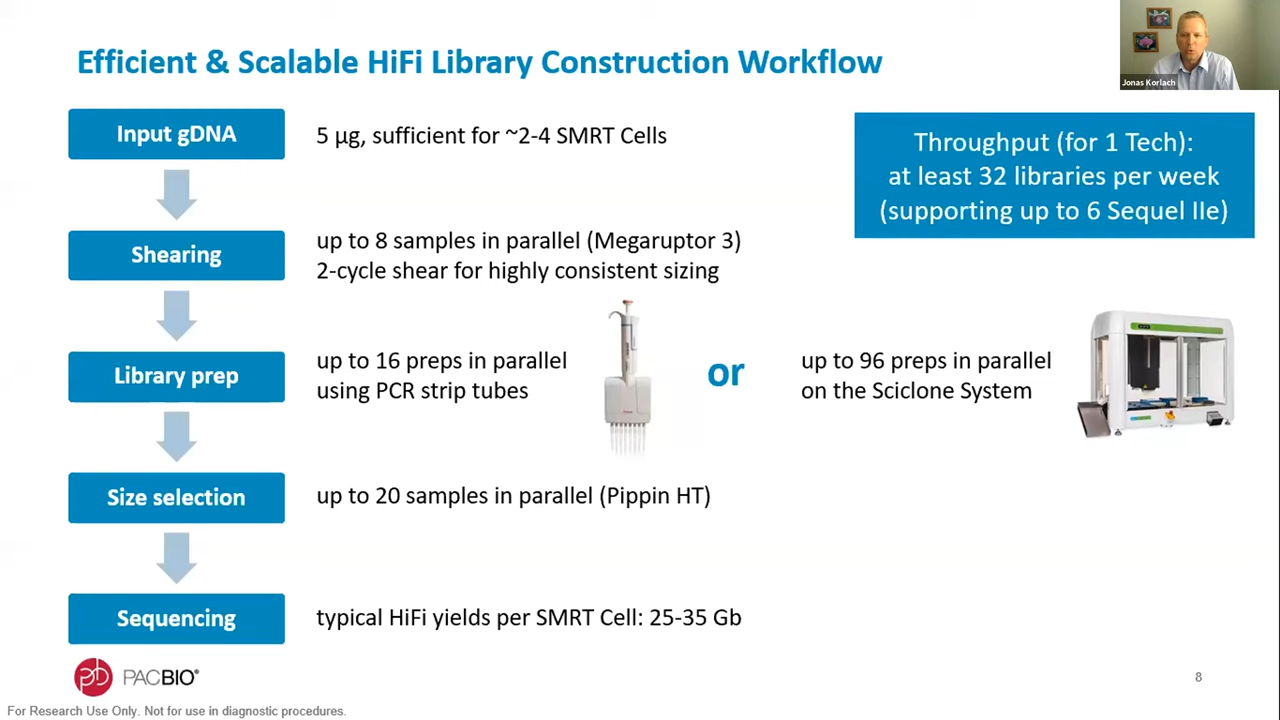 Efficient & Scalable HiFi Library Construction Workflow
Jonas Korlach
Input gDNA
5 µg, sufficient for ~2-4 SMRT Cells
Throughput (for 1 Tech):
at least 32 libraries per week
(supporting up to 6 Sequel IIe)
Shearing
up to 8 samples in parallel (Megaruptor 3)
2-cycle shear for highly consistent sizing
Library prep
up to 16 preps in parallel
using PCR strip tubes
or
up to 96 preps in parallel
on the Sciclone System
Size selection
up to 20 samples in parallel (Pippin HT)
Sequencing
typical HiFi yields per SMRT Cell: 25-35 Gb
PACBIO®
8
For Research Use Only. Not for use in diagnostic procedures.